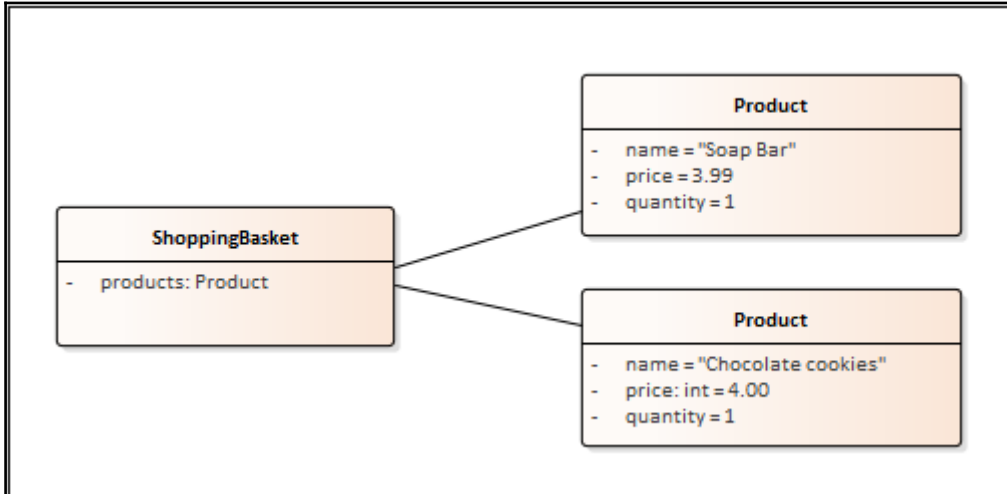 Product
- name = "Soap Bar"
- price = 3.99
- quantity = 1
ShoppingBasket
- products: Product
Product
- name = "Chocolate cookies"
- price: int = 4.00
- quantity = 1